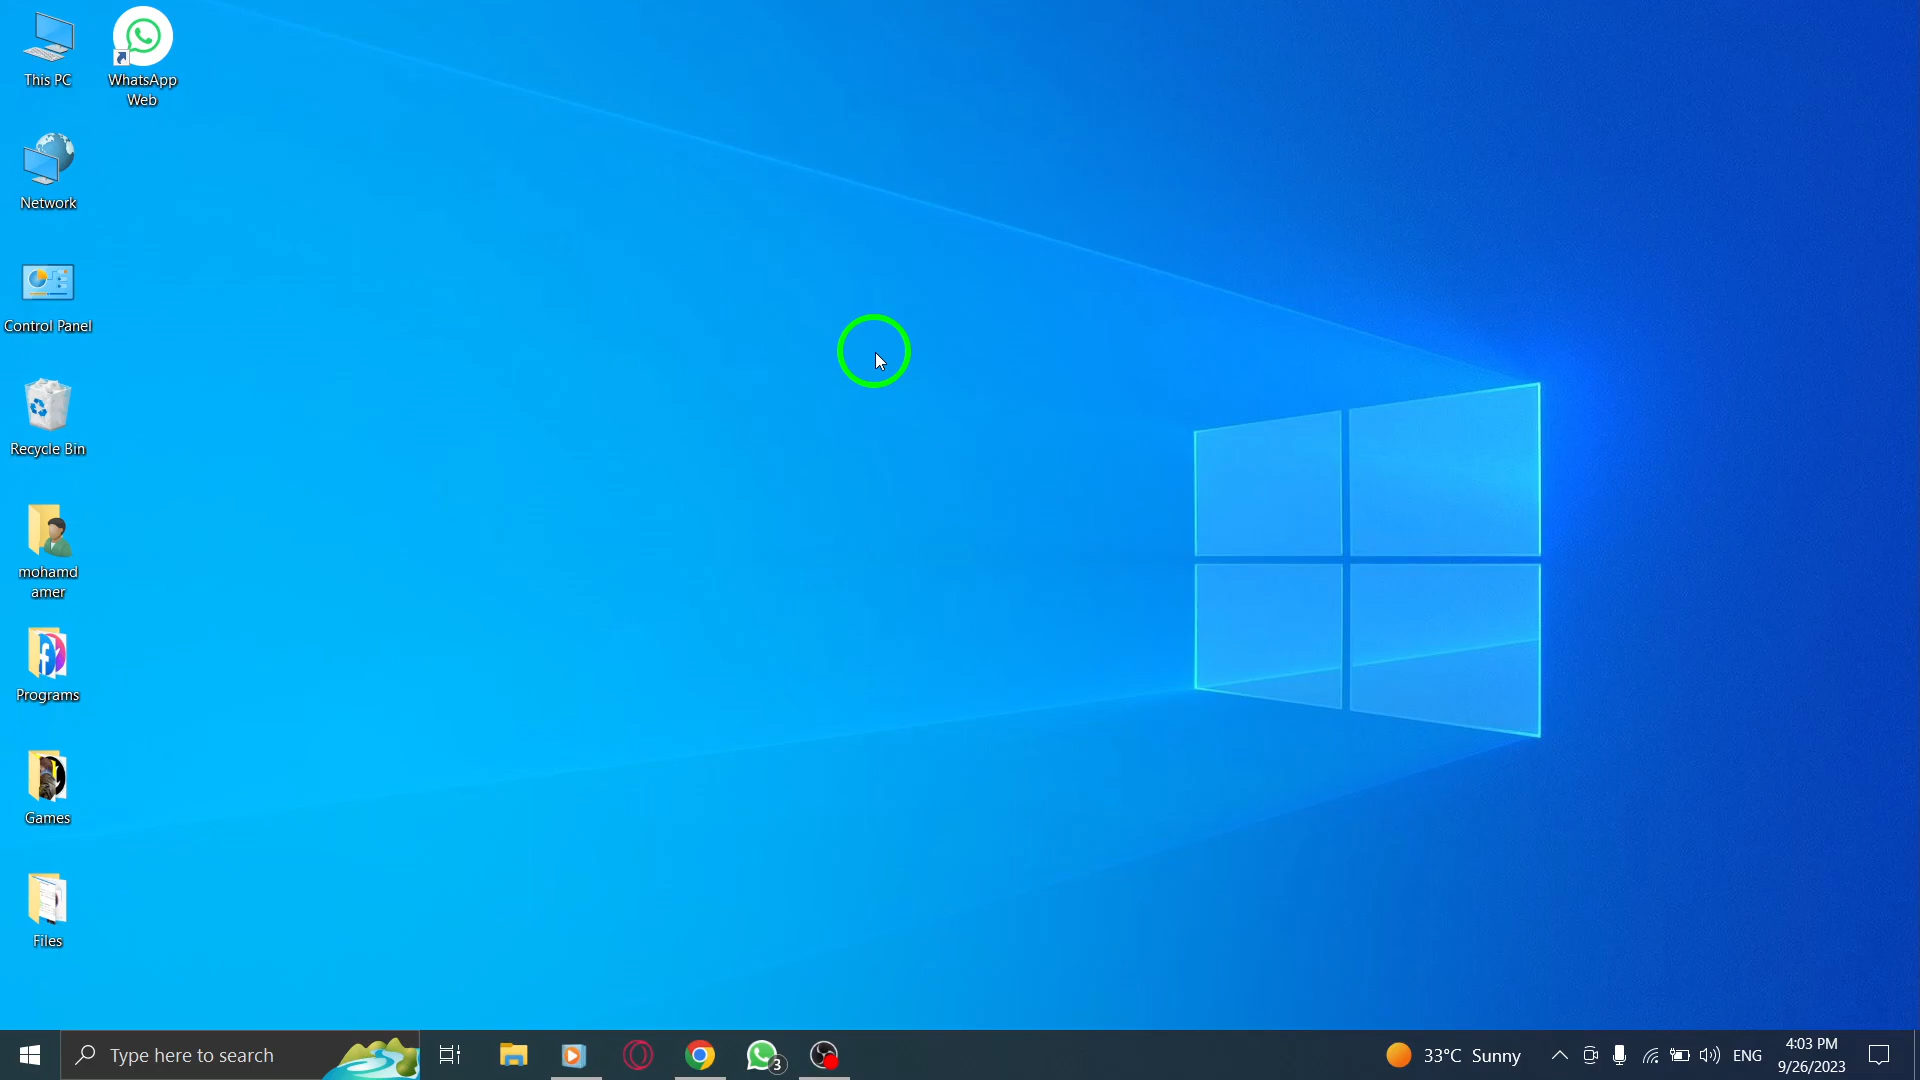 This PC
WhatsApp
Web
Network
Control Panel
Recycle Bin
mohamd
amer
Programs
Games
Files
Type here to search
3
33°C Sunny
ENG
4:03 PM
9/26/2023